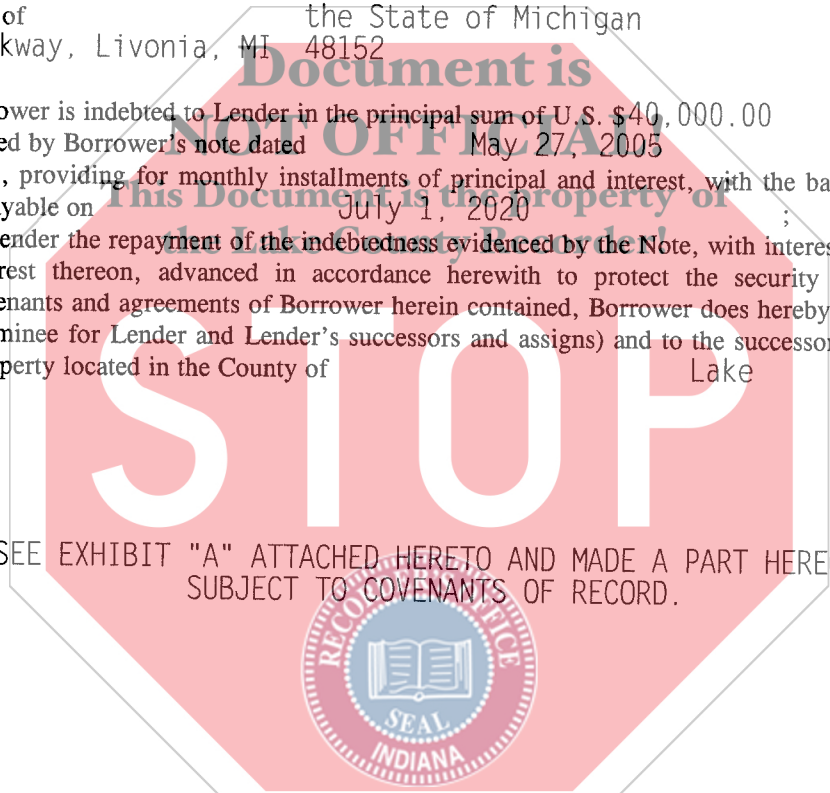 of the State of Michigan
kway, Livonia, MI 48152
Document is
ower is indebted to Lender in the principal sum of U.S. $40,000.00
NOT OFFICIAL
ed by Borrower's note dated May 27, 2005
, providing for monthly installments of principal and interest, with the ba
This Document is the property of
yable on July 1, 2020 ;
the Lake County Recorder!
ender the repayment of the indebtedness evidenced by the Note, with interes
rest thereon, advanced in accordance herewith to protect the security
enants and agreements of Borrower herein contained, Borrower does hereby
minee for Lender and Lender's successors and assigns) and to the successor
perty located in the County of Lake
STOP
SEE EXHIBIT "A" ATTACHED HERETO AND MADE A PART HERE
SUBJECT TO COVENANTS OF RECORD.
RECORDER'S OFFICE
SEAL
INDIANA